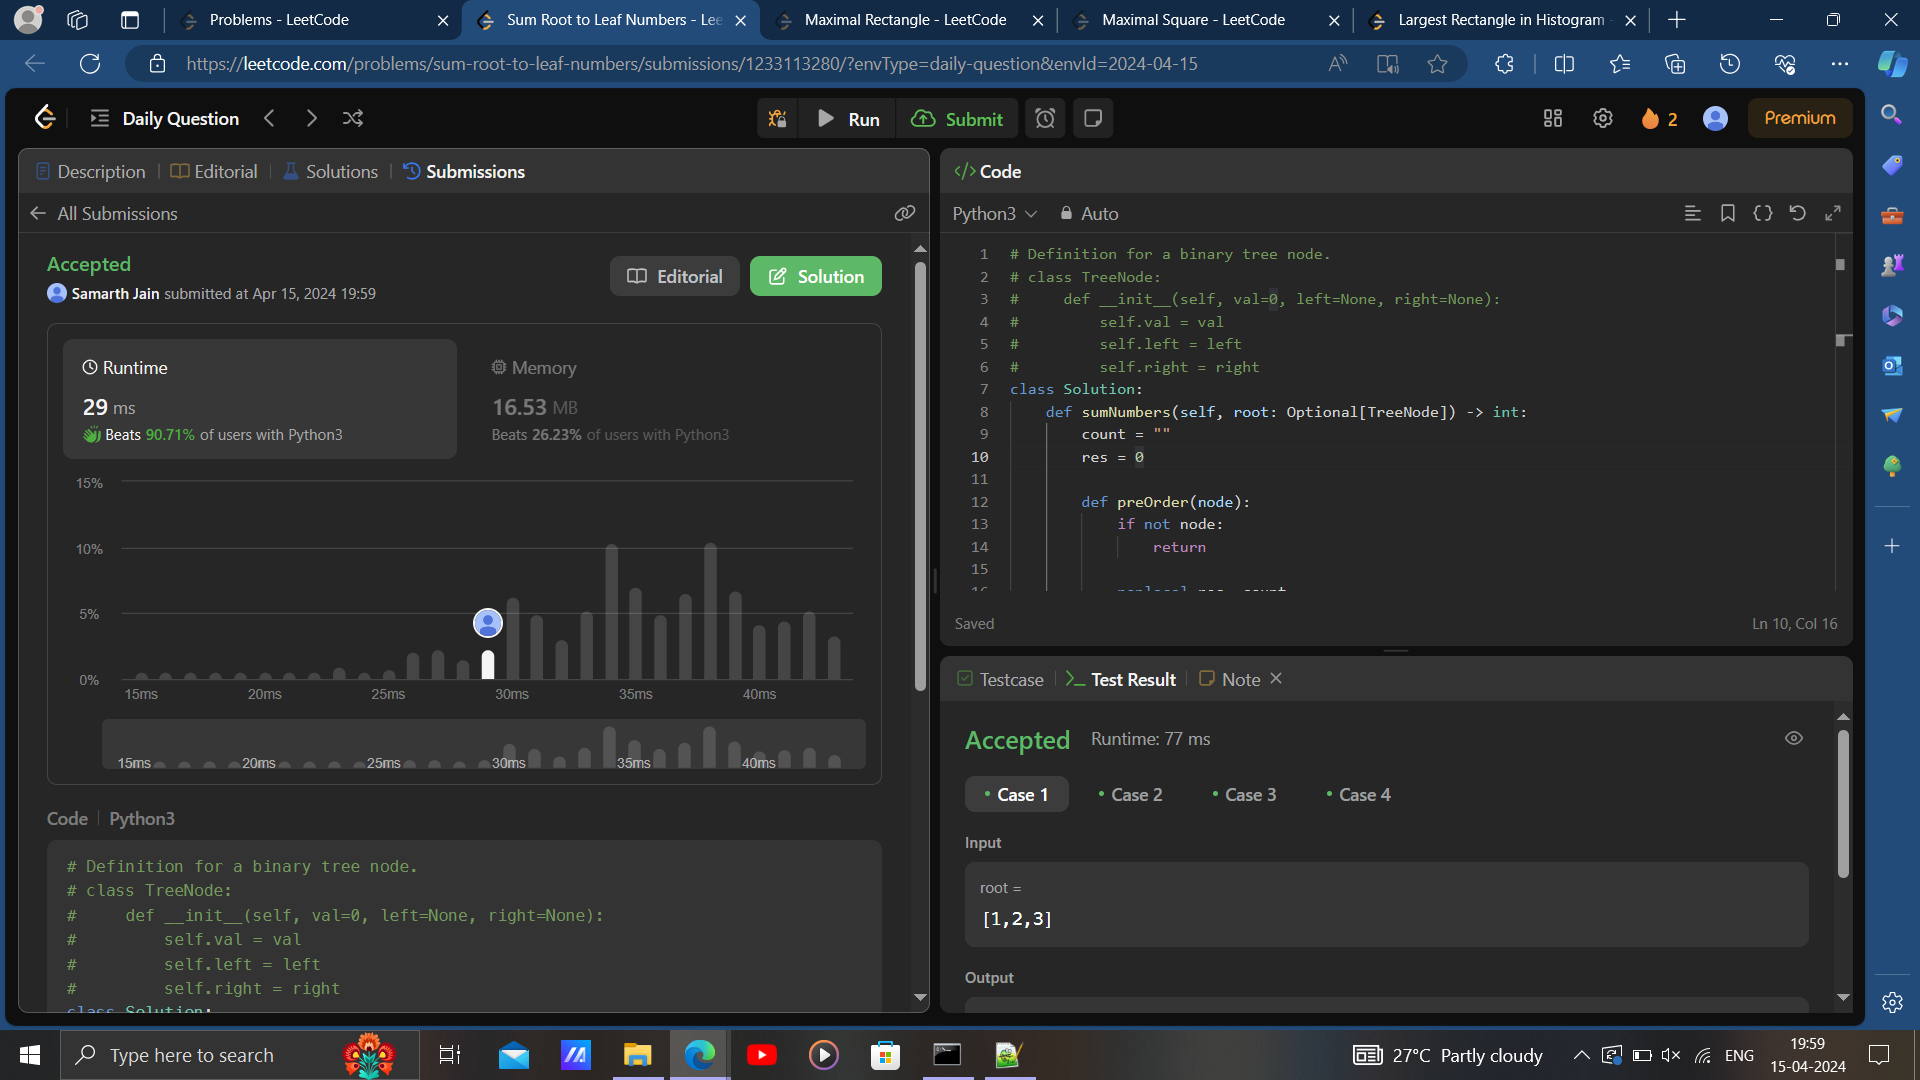 Problems - LeetCode
Sum Root to Leaf Numbers - Lee
Maximal Rectangle - LeetCode
Maximal Square - LeetCode
Largest Rectangle in Histogram -
https://leetcode.com/problems/sum-root-to-leaf-numbers/submissions/1233113280/?envType=daily-question&envId=2024-04-15
Daily Question
Run
Submit
2
Premium
Description
Editorial
Solutions
Submissions
All Submissions
Accepted
Samarth Jain submitted at Apr 15, 2024 19:59
Editorial
Solution
Runtime
29 ms
Beats 90.71% of users with Python3
Memory
16.53 MB
Beats 26.23% of users with Python3
15%
10%
5%
0%
15ms 20ms 25ms 30ms 35ms 40ms
15ms 20ms 25ms 30ms 35ms 40ms
Code Python3
# Definition for a binary tree node.
# class TreeNode:
#     def __init__(self, val=0, left=None, right=None):
#         self.val = val
#         self.left = left
#         self.right = right
class Solution:
</> Code
Python3 Auto
1 # Definition for a binary tree node.
2 # class TreeNode:
3 #     def __init__(self, val=0, left=None, right=None):
4 #         self.val = val
5 #         self.left = left
6 #         self.right = right
7 class Solution:
8     def sumNumbers(self, root: Optional[TreeNode]) -> int:
9         count = ""
10         res = 0
11
12         def preOrder(node):
13             if not node:
14                 return
15
16             nonlocal res, count
Saved
Ln 10, Col 16
Testcase
Test Result
Note
Accepted
Runtime: 77 ms
Case 1
Case 2
Case 3
Case 4
Input
root =
[1,2,3]
Output
Type here to search
27°C Partly cloudy
ENG
19:59
15-04-2024